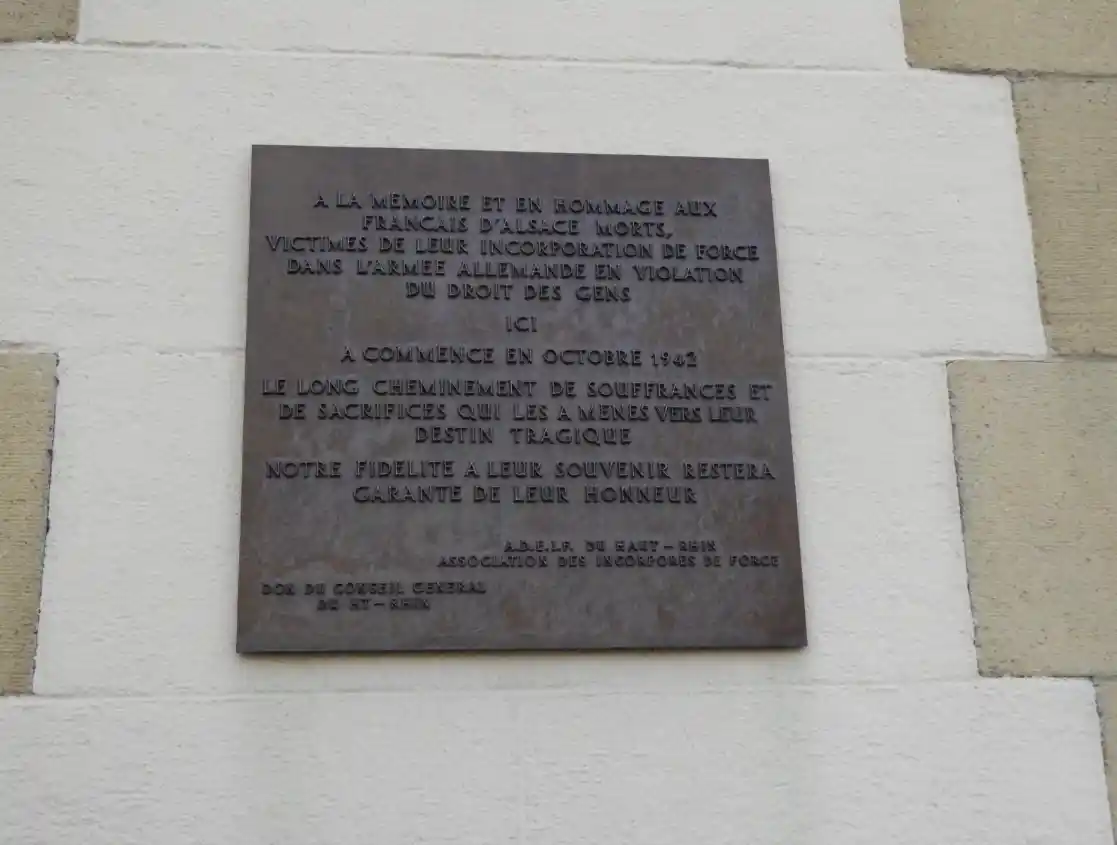 A LA MEMOIRE ET EN HOMMAGE AUX
FRANCAIS D'ALSACE MORTS,
VICTIMES DE LEUR INCORPORATION DE FORCE
DANS L'ARMEE ALLEMANDE EN VIOLATION
DU DROIT DES GENS
ICI
A COMMENCE EN OCTOBRE 1942
LE LONG CHEMINEMENT DE SOUFFRANCES ET
DE SACRIFICES QUI LES A MENES VERS LEUR
DESTIN TRAGIQUE
NOTRE FIDELITE A LEUR SOUVENIR RESTERA
GARANTE DE LEUR HONNEUR
A.D.E.I.F. DU HAUT-RHIN
ASSOCIATION DES INCORPORES DE FORCE
DON DU CONSEIL GENERAL
DU HT-RHIN